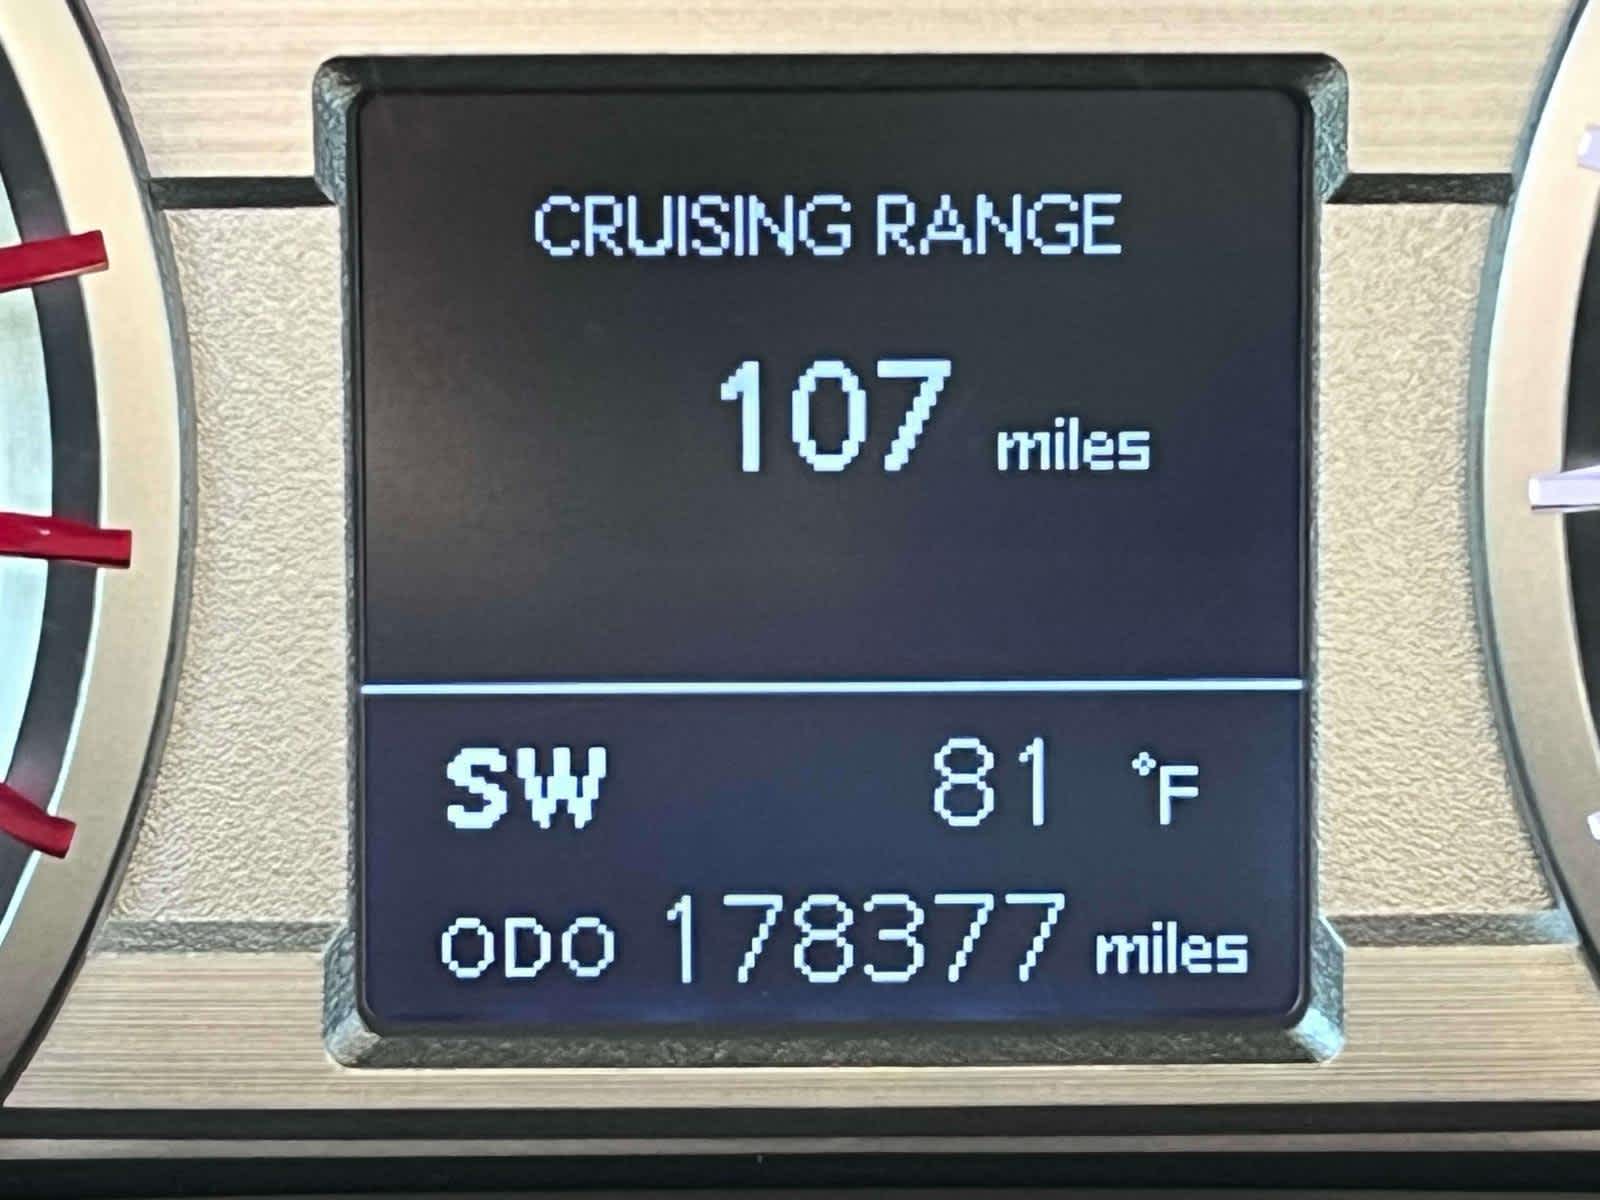 CRUISING RANGE
107 miles
SW 81 °F
ODO 178377 miles